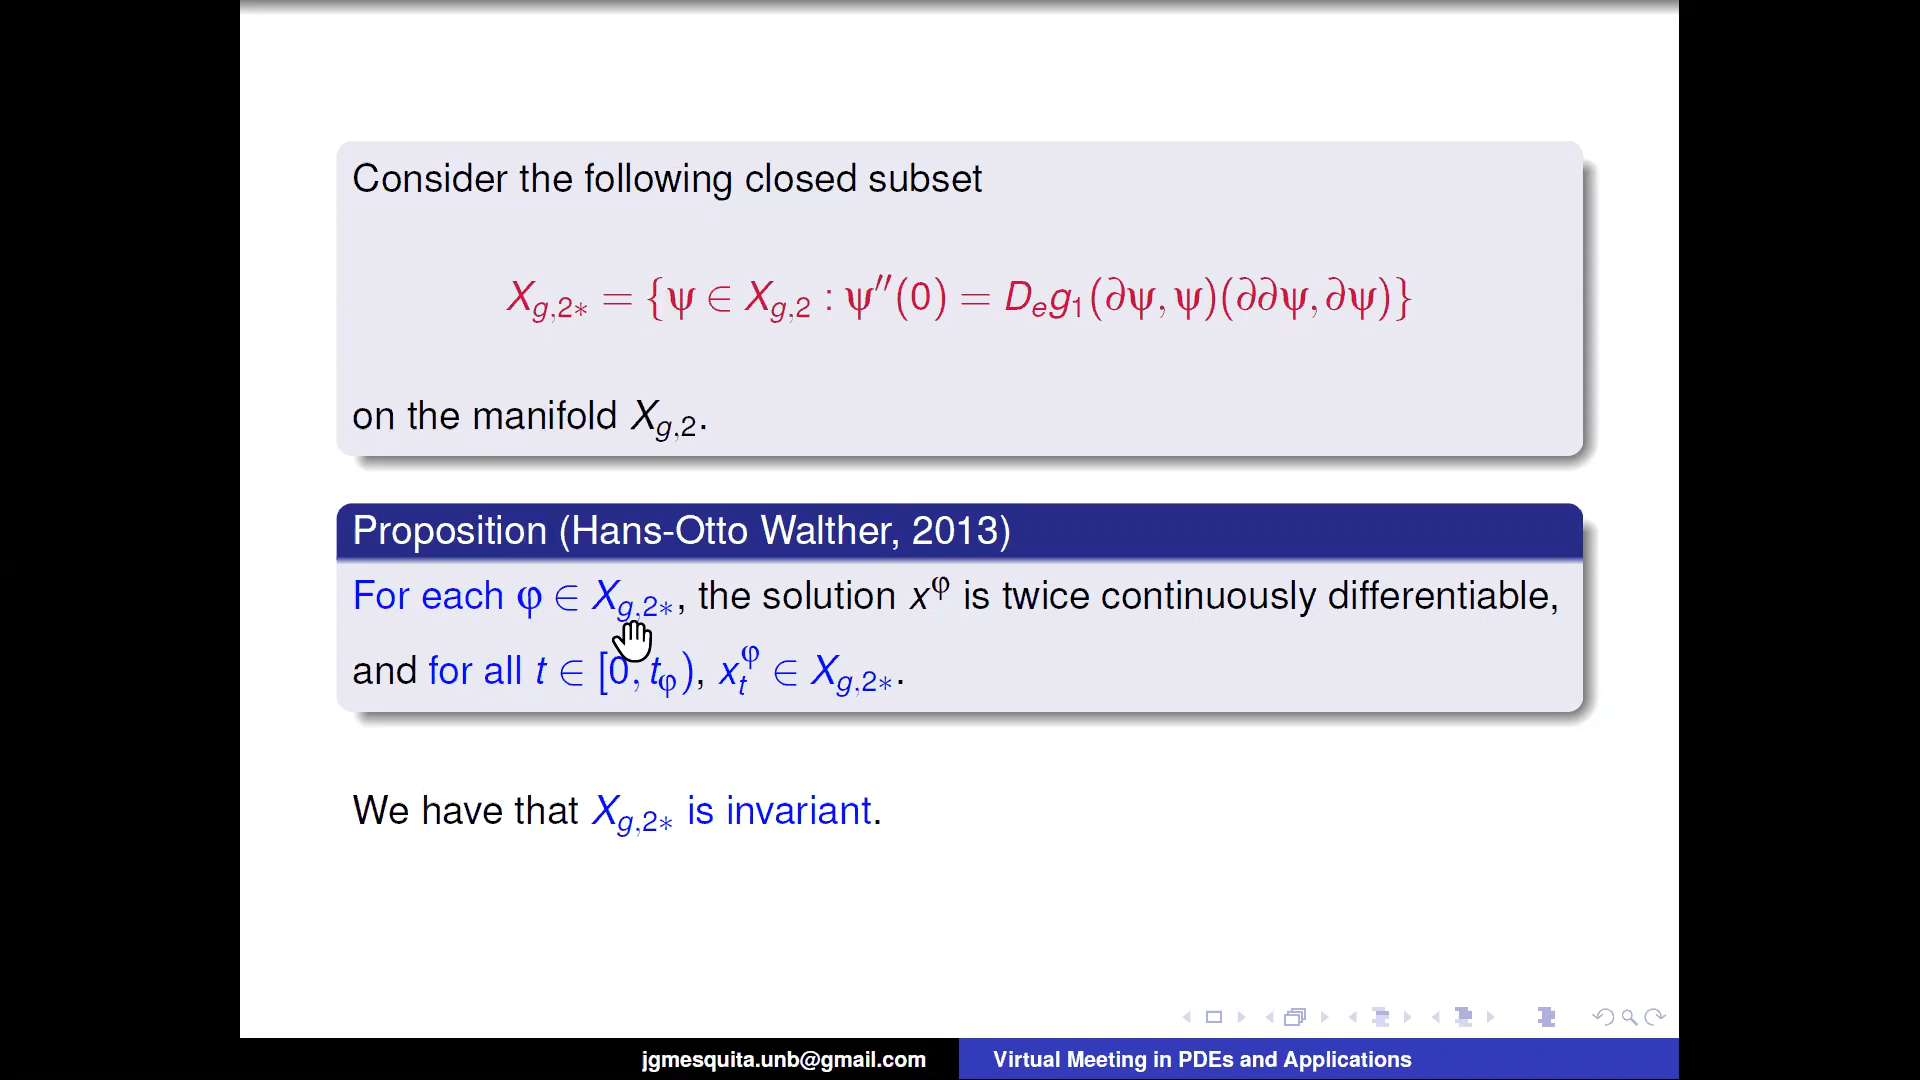 Consider the following closed subset
X_{g,2*} = {ψ ∈ X_{g,2} : ψ″(0) = D_e g_1(∂ψ, ψ)(∂∂ψ, ∂ψ)}
on the manifold X_{g,2}.
Proposition (Hans-Otto Walther, 2013)
For each φ ∈ X_{g,2*}, the solution x^φ is twice continuously differentiable,
and for all t ∈ [0, t_φ), x_t^φ ∈ X_{g,2*}.
We have that X_{g,2*} is invariant.
jgmesquita.unb@gmail.com Virtual Meeting in PDEs and Applications